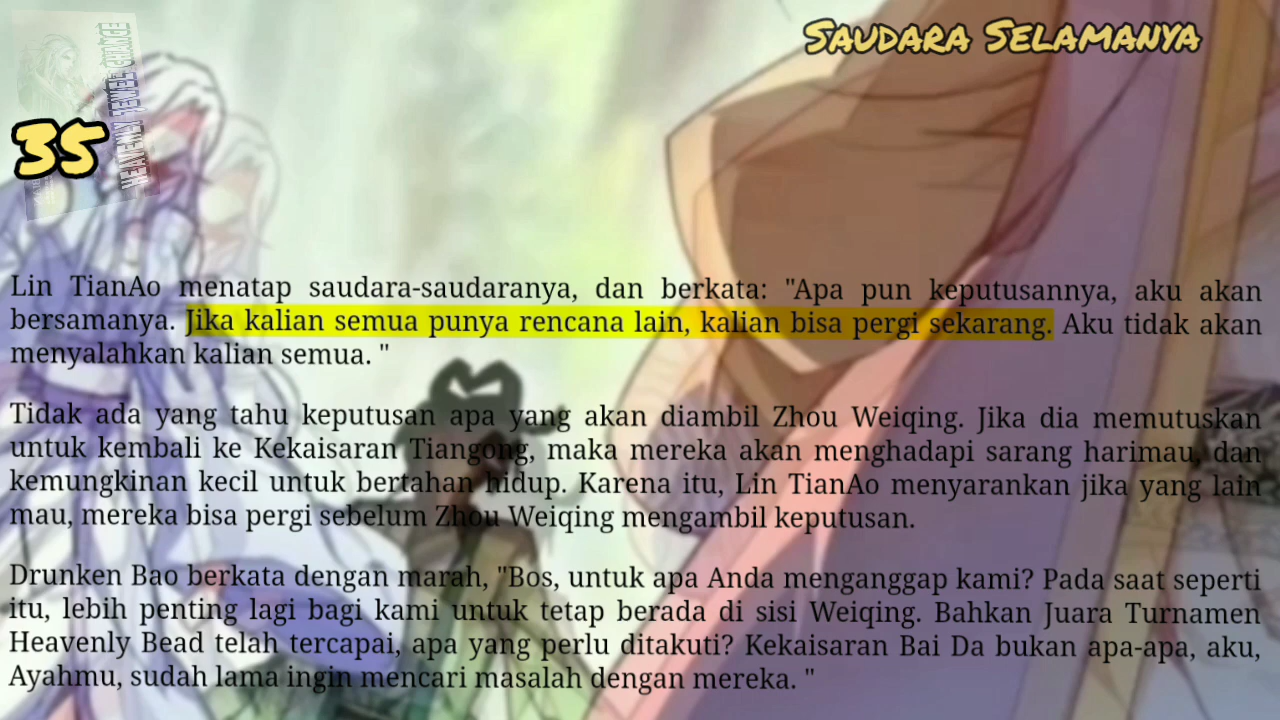 Saudara Selamanya
HEAVENLY JEWEL CHANGE
35
Lin TianAo menatap saudara-saudaranya, dan berkata: "Apa pun keputusannya, aku akan
bersamanya. Jika kalian semua punya rencana lain, kalian bisa pergi sekarang. Aku tidak akan
menyalahkan kalian semua. "
Tidak ada yang tahu keputusan apa yang akan diambil Zhou Weiqing. Jika dia memutuskan
untuk kembali ke Kekaisaran Tiangong, maka mereka akan menghadapi sarang harimau, dan
kemungkinan kecil untuk bertahan hidup. Karena itu, Lin TianAo menyarankan jika yang lain
mau, mereka bisa pergi sebelum Zhou Weiqing mengambil keputusan.
Drunken Bao berkata dengan marah, "Bos, untuk apa Anda menganggap kami? Pada saat seperti
itu, lebih penting lagi bagi kami untuk tetap berada di sisi Weiqing. Bahkan Juara Turnamen
Heavenly Bead telah tercapai, apa yang perlu ditakuti? Kekaisaran Bai Da bukan apa-apa, aku,
Ayahmu, sudah lama ingin mencari masalah dengan mereka. "